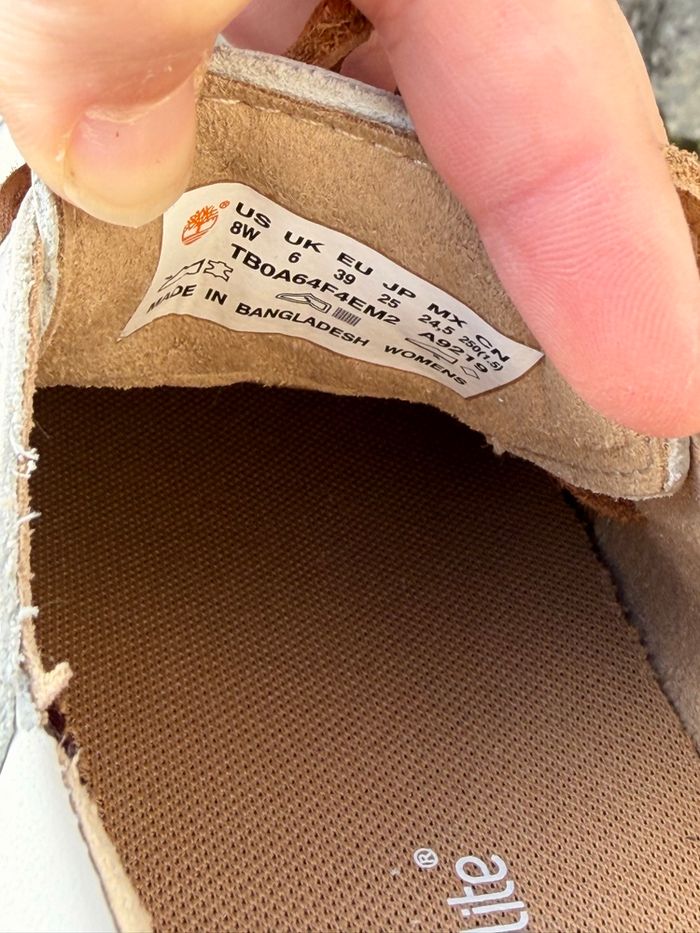 ® US UK EU JP MX CN
8W 6 39 25 24,5 250(1.5)
TB0A64F4EM2 A9219
MADE IN BANGLADESH WOMENS
®
lite